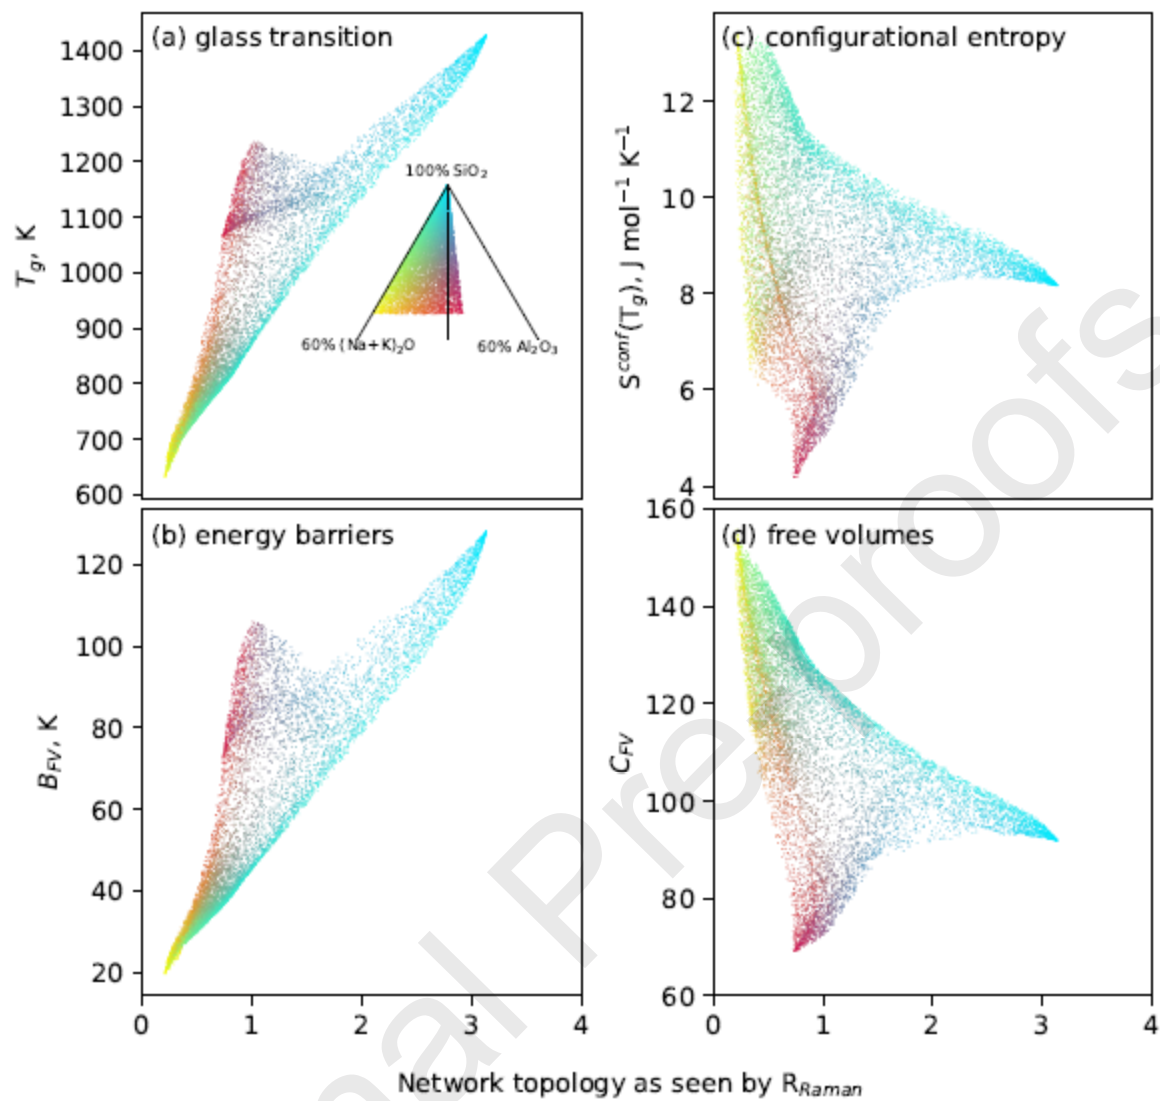 (a) glass transition
1400
1300
1200
1100
1000
900
800
700
600
T_g, K
100% SiO₂
60% (Na+K)₂O
60% Al₂O₃
(c) configurational entropy
12
10
8
6
4
S^conf(T_g), J mol⁻¹ K⁻¹
(b) energy barriers
120
100
80
60
40
20
B_FV, K
0 1 2 3 4
(d) free volumes
160
140
120
100
80
60
C_FV
0 1 2 3 4
Network topology as seen by R_Raman
nal Pre-proofs